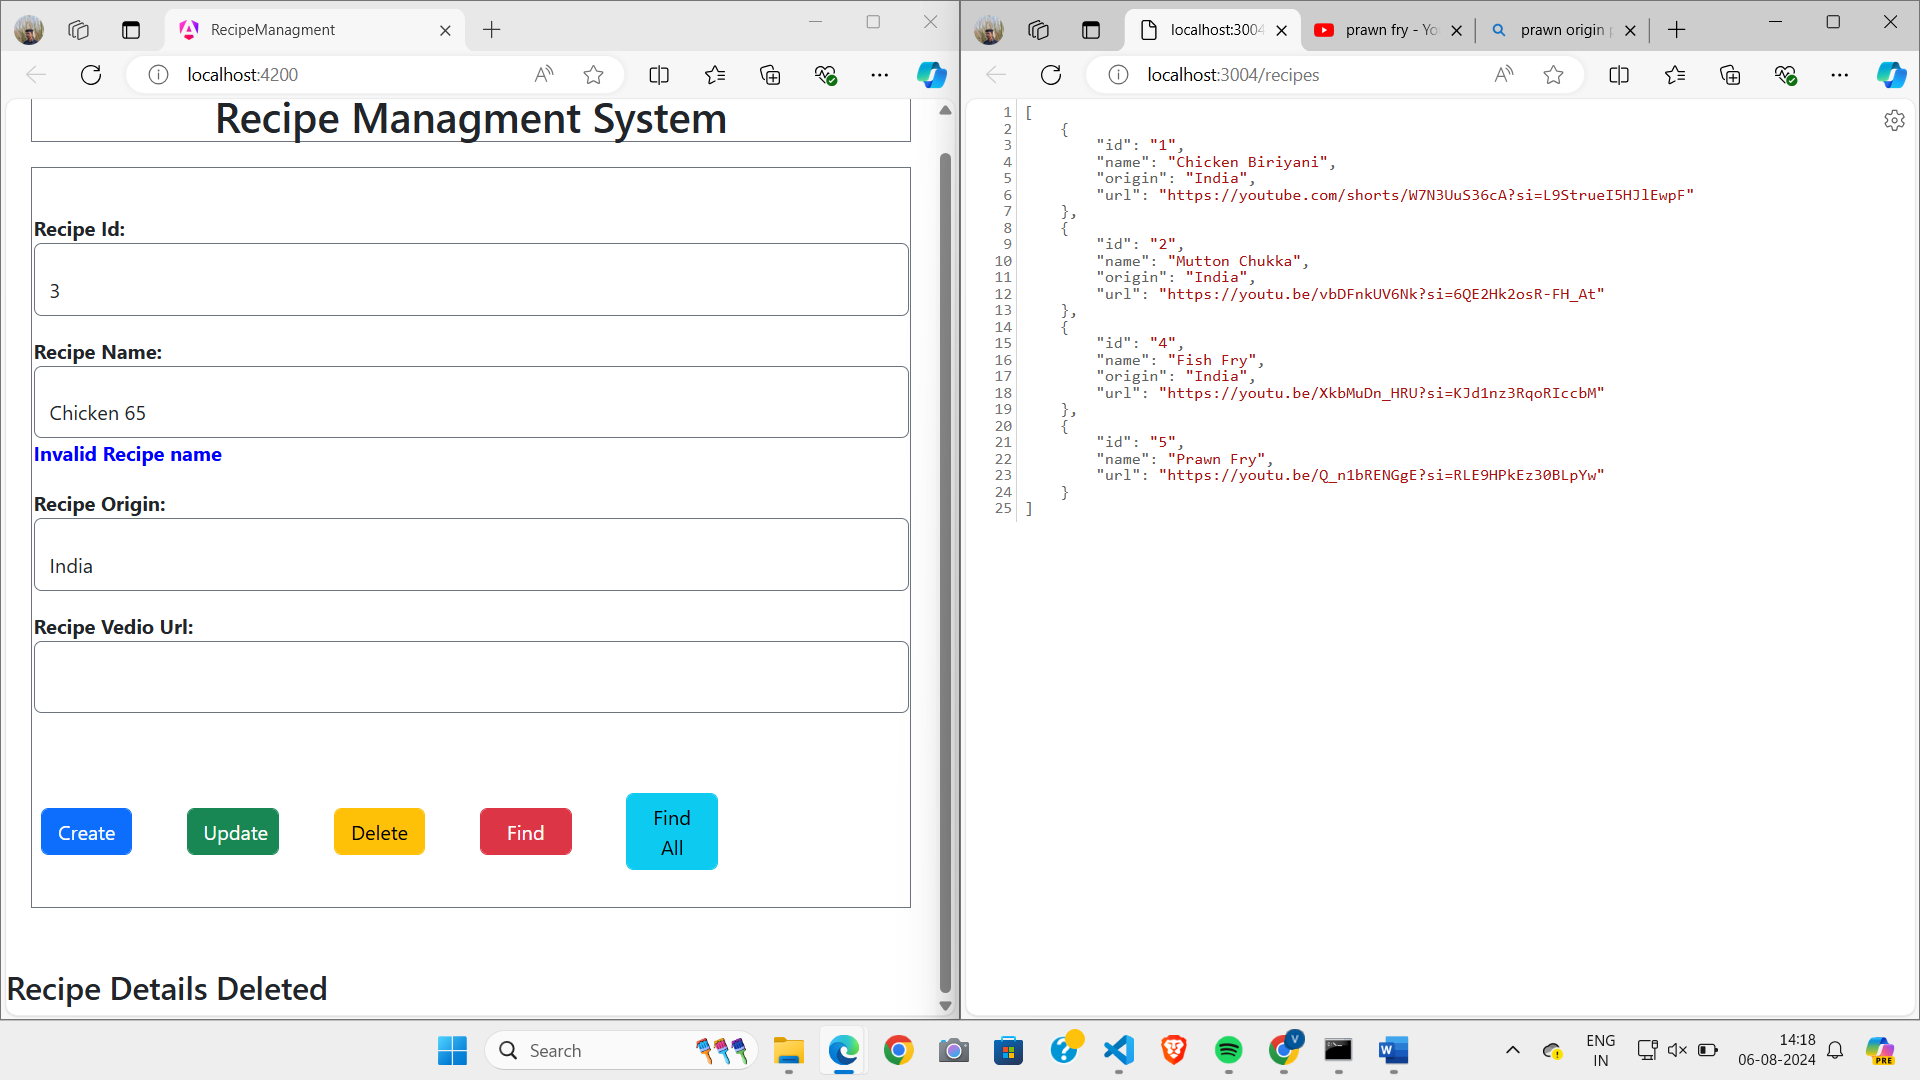 RecipeManagment
localhost:4200
Recipe Managment System
Recipe Id:
3
Recipe Name:
Chicken 65
Invalid Recipe name
Recipe Origin:
India
Recipe Vedio Url:
Create
Update
Delete
Find
Find
All
Recipe Details Deleted
localhost:3004
prawn fry - Yo
prawn origin p
localhost:3004/recipes
1 [
2 {
3 "id": "1",
4 "name": "Chicken Biriyani",
5 "origin": "India",
6 "url": "https://youtube.com/shorts/W7N3UuS36cA?si=L9StrueI5HJlEwpF"
7 },
8 {
9 "id": "2",
10 "name": "Mutton Chukka",
11 "origin": "India",
12 "url": "https://youtu.be/vbDFnkUV6Nk?si=6QE2Hk2osR-FH_At"
13 },
14 {
15 "id": "4",
16 "name": "Fish Fry",
17 "origin": "India",
18 "url": "https://youtu.be/XkbMuDn_HRU?si=KJd1nz3RqoRIccbM"
19 },
20 {
21 "id": "5",
22 "name": "Prawn Fry",
23 "url": "https://youtu.be/Q_n1bRENGgE?si=RLE9HPkEz30BLpYw"
24 }
25 ]
Search
V
ENG
IN
14:18
06-08-2024
PRE